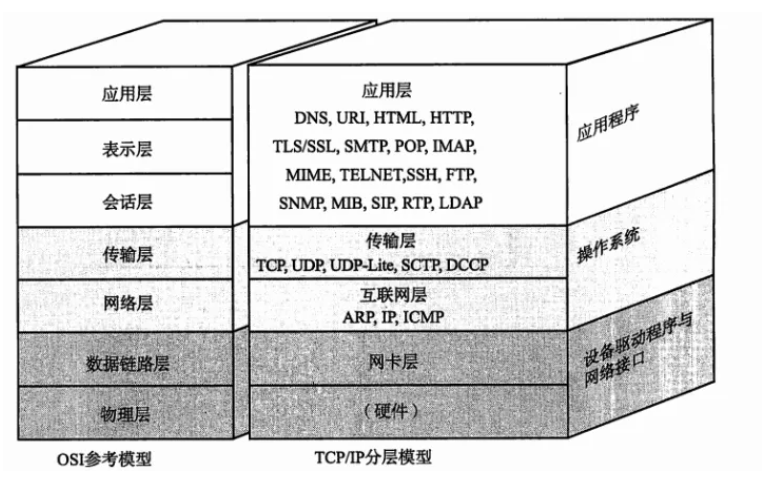 应用层
表示层
会话层
传输层
网络层
数据链路层
物理层
OSI参考模型
应用层
DNS, URI, HTML, HTTP,
TLS/SSL, SMTP, POP, IMAP,
MIME, TELNET,SSH, FTP,
SNMP, MIB, SIP, RTP, LDAP
传输层
TCP, UDP, UDP-Lite, SCTP, DCCP
互联网层
ARP, IP, ICMP
网卡层
（硬件）
TCP/IP分层模型
应用程序
操作系统
设备驱动程序与
网络接口